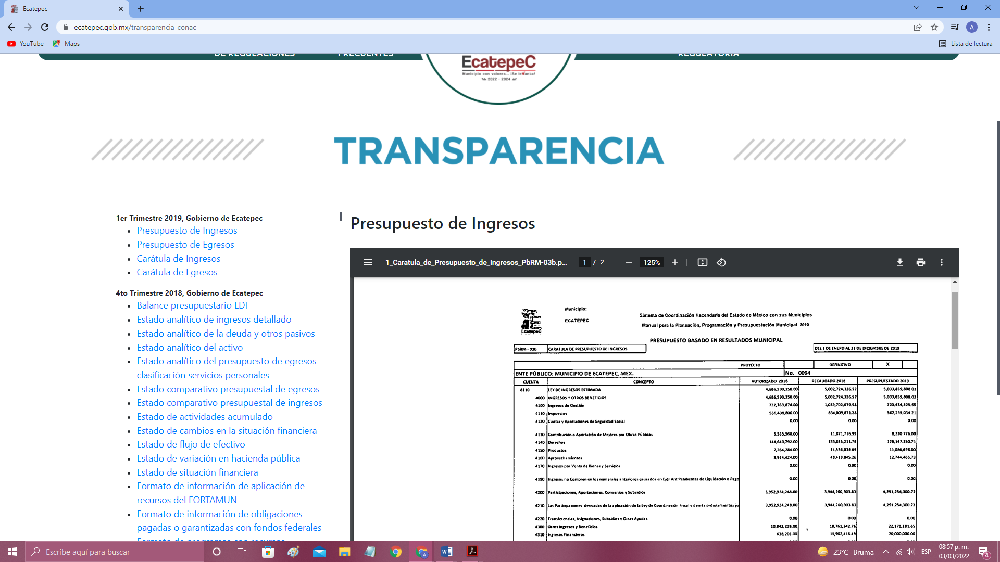 Ecatepec
ecatepec.gob.mx/transparencia-conac
YouTube
Maps
Lista de lectura
DE REGULACIONES
FRECUENTES
REGULATORIA
EcatepeC
Municipio con valores... ¡Se leVanta!
2022 - 2024
TRANSPARENCIA
1er Trimestre 2019, Gobierno de Ecatepec
Presupuesto de Ingresos
Presupuesto de Egresos
Carátula de Ingresos
Carátula de Egresos
4to Trimestre 2018, Gobierno de Ecatepec
Balance presupuestario LDF
Estado analítico de ingresos detallado
Estado analítico de la deuda y otros pasivos
Estado analítico del activo
Estado analítico del presupuesto de egresos
clasificación servicios personales
Estado comparativo presupuestal de egresos
Estado comparativo presupuestal de ingresos
Estado de actividades acumulado
Estado de cambios en la situación financiera
Estado de flujo de efectivo
Estado de variación en hacienda pública
Estado de situación financiera
Formato de información de aplicación de
recursos del FORTAMUN
Formato de información de obligaciones
pagadas o garantizadas con fondos federales
Formato de programas con recursos
Presupuesto de Ingresos
1_Caratula_de_Presupuesto_de_Ingresos_PbRM-03b.p...
1 / 2
125%
Ecatepec
Municipio:
ECATEPEC
Sistema de Coordinación Hacendaria del Estado de México con sus Municipios
Manual para la Planeación, Programación y Presupuestación Municipal 2019
PRESUPUESTO BASADO EN RESULTADOS MUNICIPAL
PbRM - 03b CARATULA DE PRESUPUESTO DE INGRESOS
DEL 1 DE ENERO AL 31 DE DICIEMBRE DE 2019
PROYECTO DEFINITIVO X
ENTE PÚBLICO: MUNICIPIO DE ECATEPEC, MEX. No. 0094
CUENTA CONCEPTO AUTORIZADO 2018 RECAUDADO 2018 PRESUPUESTADO 2019
8110 LEY DE INGRESOS ESTIMADA 4,686,530,350.00 5,002,724,326.57 5,033,859,808.02
4000 INGRESOS Y OTROS BENEFICIOS 4,686,530,350.00 5,002,724,326.57 5,033,859,808.02
4100 Ingresos de Gestión 722,763,874.00 1,039,702,679.98 720,434,325.65
4110 Impuestos 556,408,806.00 834,009,871.28 562,235,034 21
4120 Cuotas y Aportaciones de Seguridad Social 0.00 0.00 0.00
4130 Contribución o Aportación de Mejoras por Obras Públicas 5,535,568.00 11,871,716.99 8,220 776.00
4140 Derechos 144,640,792.00 133,845,211.76 126,147.350.71
4150 Productos 7,264,284.00 11,556,034.69 11,086,698.00
4160 Aprovechamientos 8,914,424.00 48,419,845.26 12,744,466.73
4170 Ingresos por Venta de Bienes y Servicios 0.00 0.00 0.00
4190 Ingresos no Compren en los numerales anteriores causados en Ejer Ant Pendientes de Liquidación o Pago 0.00 0.00 0.00
4200 Participaciones, Aportaciones, Convenios y Subsidios 3,952,924,248.00 3,944,260,303.83 4,291,254,300.72
4210 Las Participaciones derivadas de la aplicación de la Ley de Coordinación Fiscal y demás ordenamientos ju 3,952,924,248.00 3,944,260,303.83 4,291,254,300.72
4220 Transferencias, Asignaciones, Subsidios y Otras Ayudas 0.00 0.00 0.00
4300 Otros Ingresos y Beneficios 10,842,228.00 18,761,342.76 22,171,181.65
4310 Ingresos Financieros 638,201.00 15,902,416.49 20,000,000.00
Escribe aquí para buscar
23°C Bruma
ESP
08:57 p. m.
03/03/2022
4